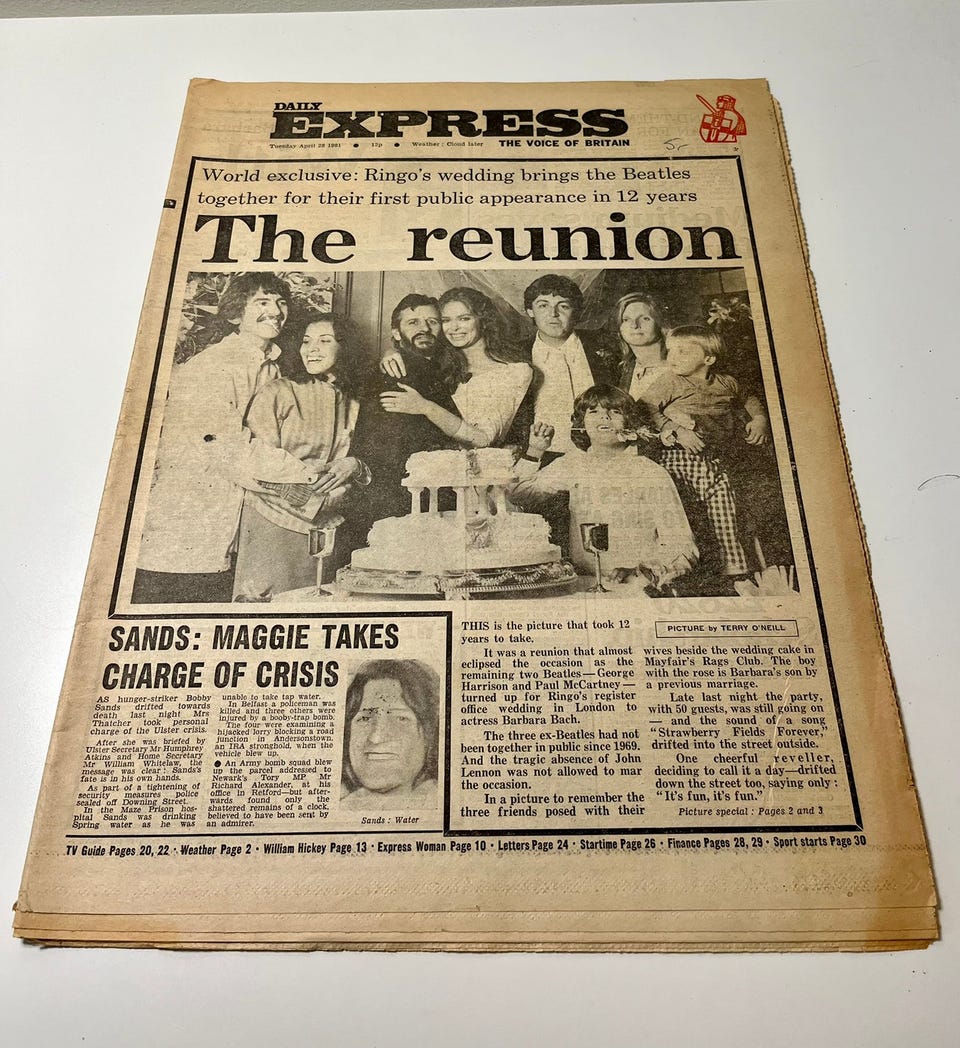 DAILY
EXPRESS
Tuesday April 28 1981 ● 12p ● Weather : Cloud later THE VOICE OF BRITAIN
World exclusive: Ringo's wedding brings the Beatles
together for their first public appearance in 12 years
The reunion
SANDS: MAGGIE TAKES
CHARGE OF CRISIS
AS hunger-striker Bobby
Sands drifted towards
death last night Mrs
Thatcher took personal
charge of the Ulster crisis.
After she was briefed by
Ulster Secretary Mr Humphrey
Atkins and Home Secretary
Mr William Whitelaw, the
message was clear : Sands's
fate is in his own hands.
As part of a tightening of
security measures police
sealed off Downing Street.
In the Maze Prison hos-
pital Sands was drinking
Spring water as he was
unable to take tap water.
In Belfast a policeman was
killed and three others were
injured by a booby-trap bomb.
The four were examining a
hijacked lorry blocking a road
junction in Andersonstown,
an IRA stronghold, when the
vehicle blew up.
● An Army bomb squad blew
up the parcel addressed to
Newark's Tory MP Mr
Richard Alexander, at his
office in Retford—but after-
wards found only the
shattered remains of a clock,
believed to have been sent by
an admirer.
Sands : Water
THIS is the picture that took 12
years to take.
It was a reunion that almost
eclipsed the occasion as the
remaining two Beatles—George
Harrison and Paul McCartney—
turned up for Ringo's register
office wedding in London to
actress Barbara Bach.
The three ex-Beatles had not
been together in public since 1969.
And the tragic absence of John
Lennon was not allowed to mar
the occasion.
In a picture to remember the
three friends posed with their
PICTURE by TERRY O'NEILL
wives beside the wedding cake in
Mayfair's Rags Club. The boy
with the rose is Barbara's son by
a previous marriage.
Late last night the party,
with 50 guests, was still going on
— and the sound of a song
"Strawberry Fields Forever,"
drifted into the street outside.
One cheerful reveller,
deciding to call it a day—drifted
down the street too, saying only :
"It's fun, it's fun."
Picture special : Pages 2 and 3
TV Guide Pages 20, 22 · Weather Page 2 · William Hickey Page 13 · Express Woman Page 10 · Letters Page 24 · Startime Page 26 · Finance Pages 28, 29 · Sport starts Page 30